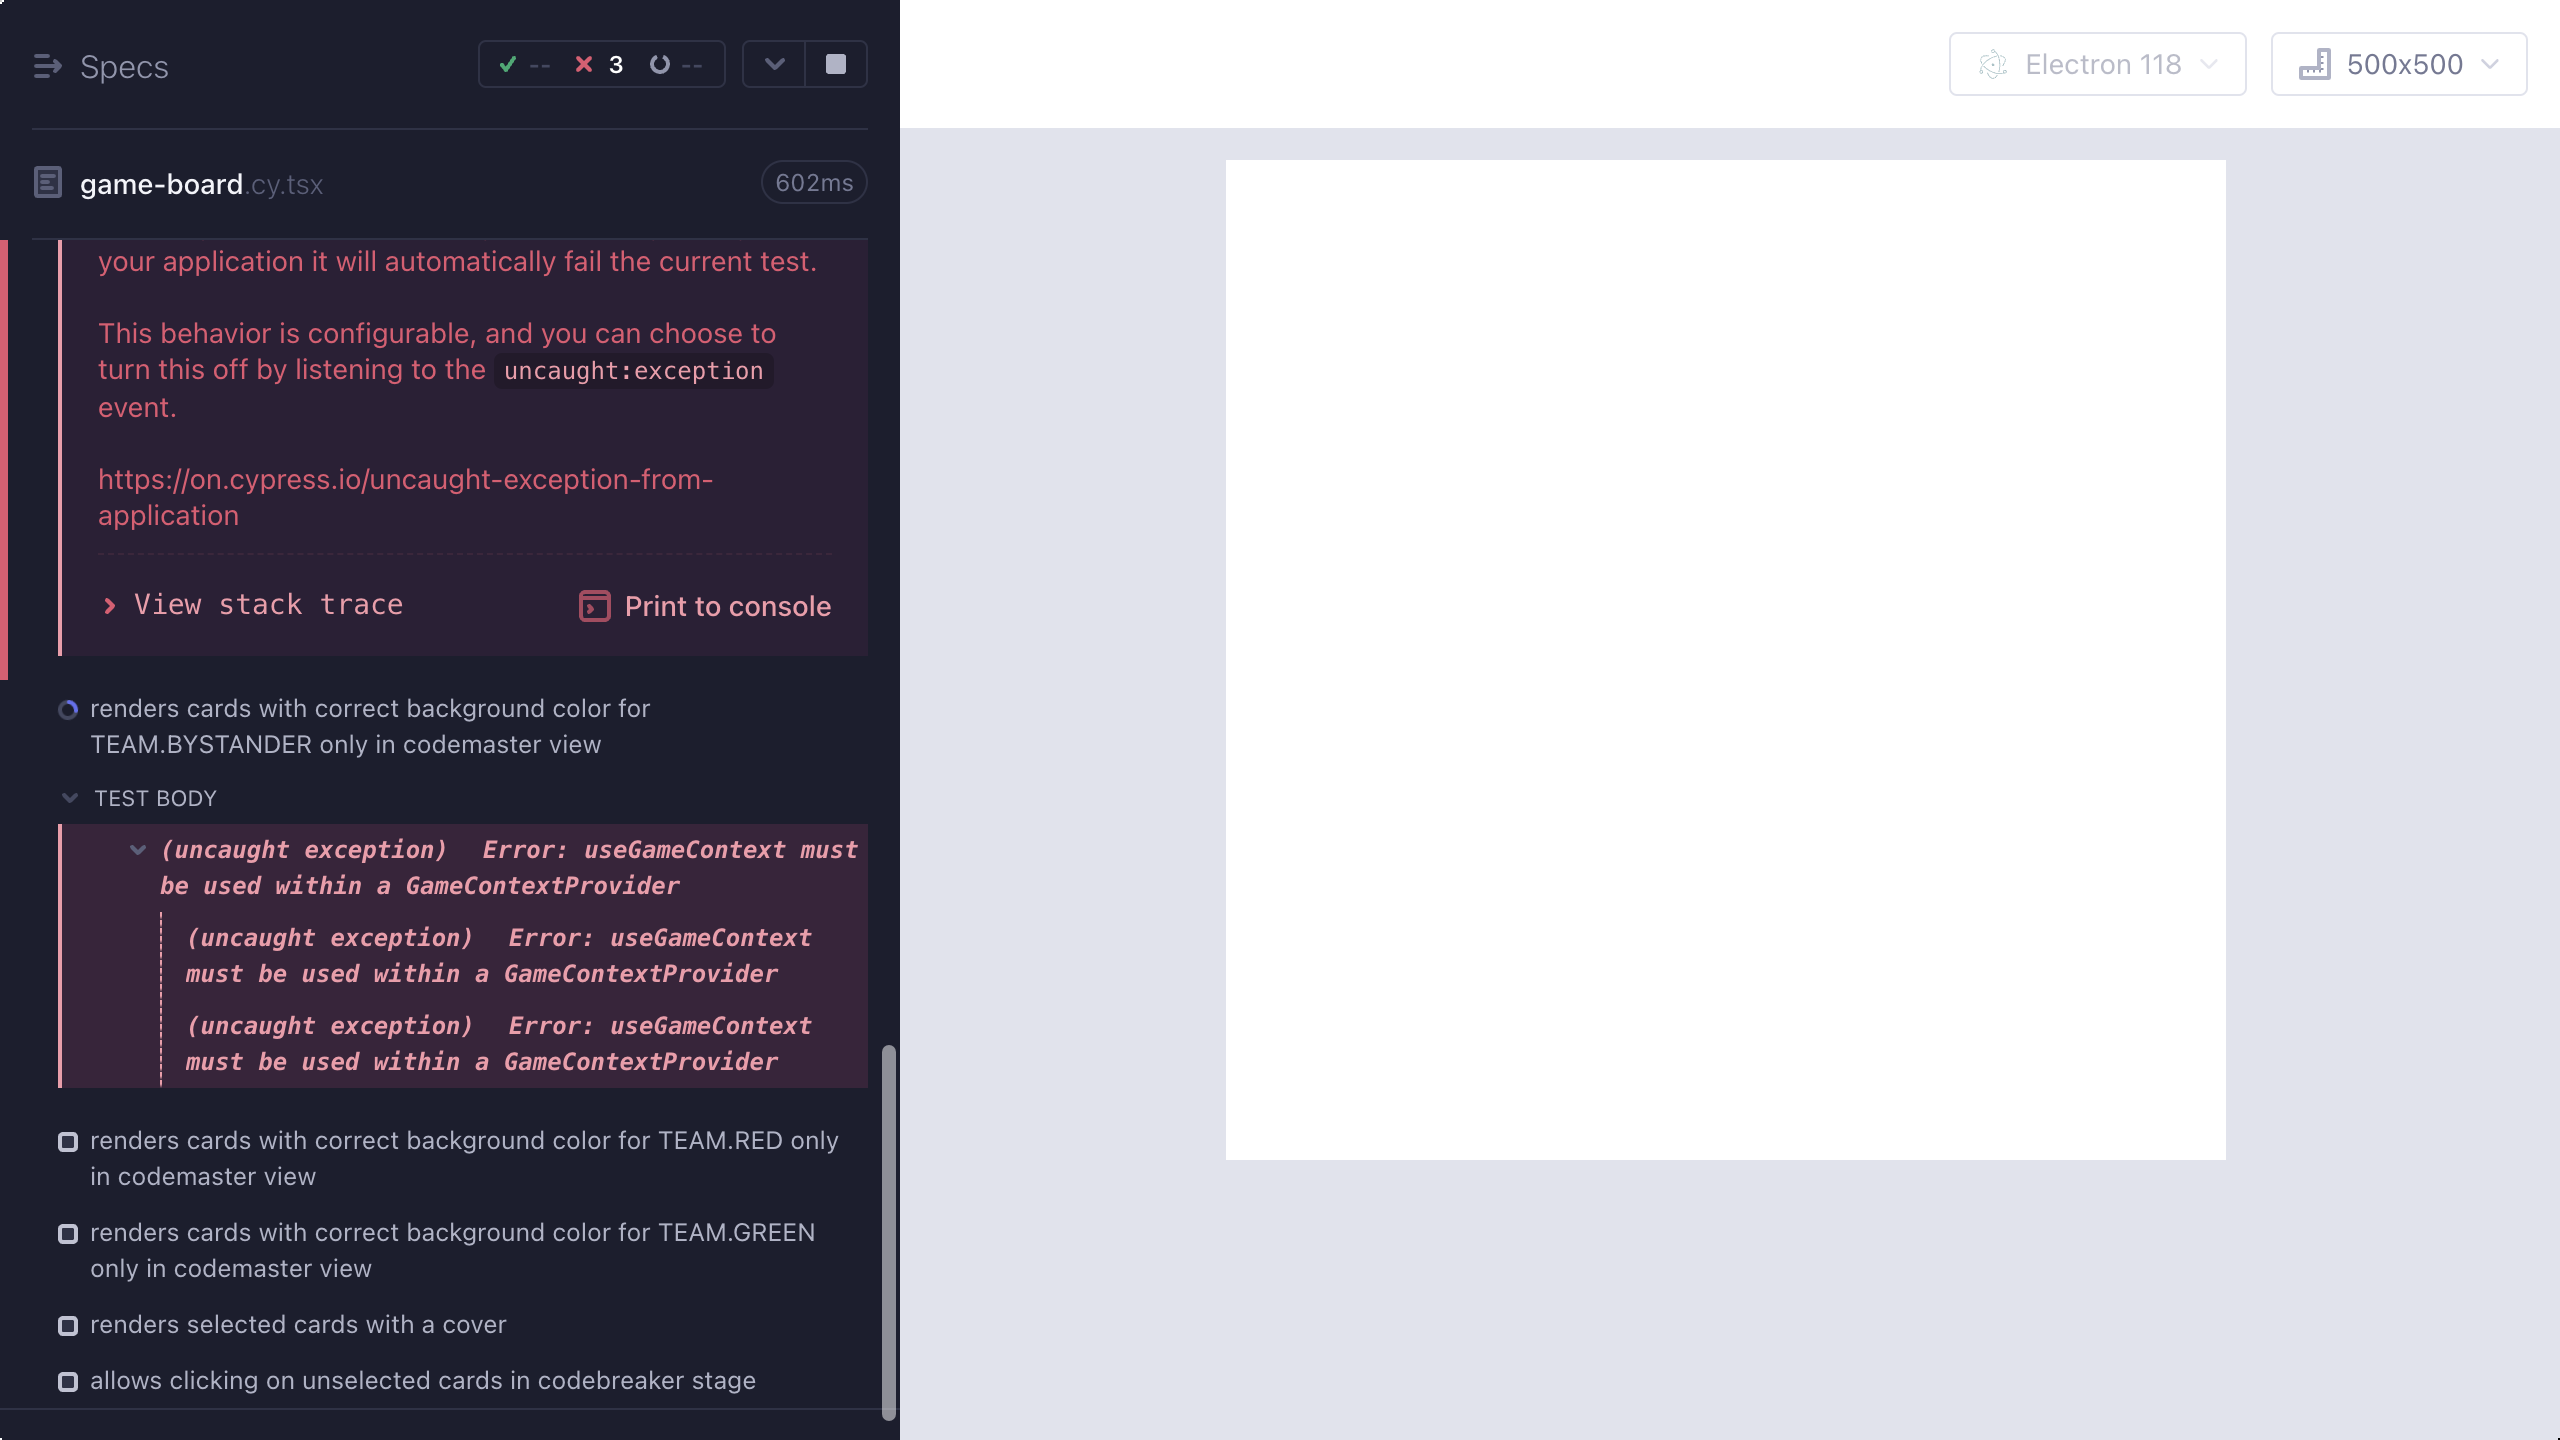 Specs
--
3
--
Electron 118
500x500
game-board.cy.tsx
602ms
your application it will automatically fail the current test.
This behavior is configurable, and you can choose to
turn this off by listening to the uncaught:exception
event.
https://on.cypress.io/uncaught-exception-from-
application
View stack trace
Print to console
renders cards with correct background color for
TEAM.BYSTANDER only in codemaster view
TEST BODY
(uncaught exception) Error: useGameContext must
be used within a GameContextProvider
(uncaught exception) Error: useGameContext
must be used within a GameContextProvider
(uncaught exception) Error: useGameContext
must be used within a GameContextProvider
renders cards with correct background color for TEAM.RED only
in codemaster view
renders cards with correct background color for TEAM.GREEN
only in codemaster view
renders selected cards with a cover
allows clicking on unselected cards in codebreaker stage